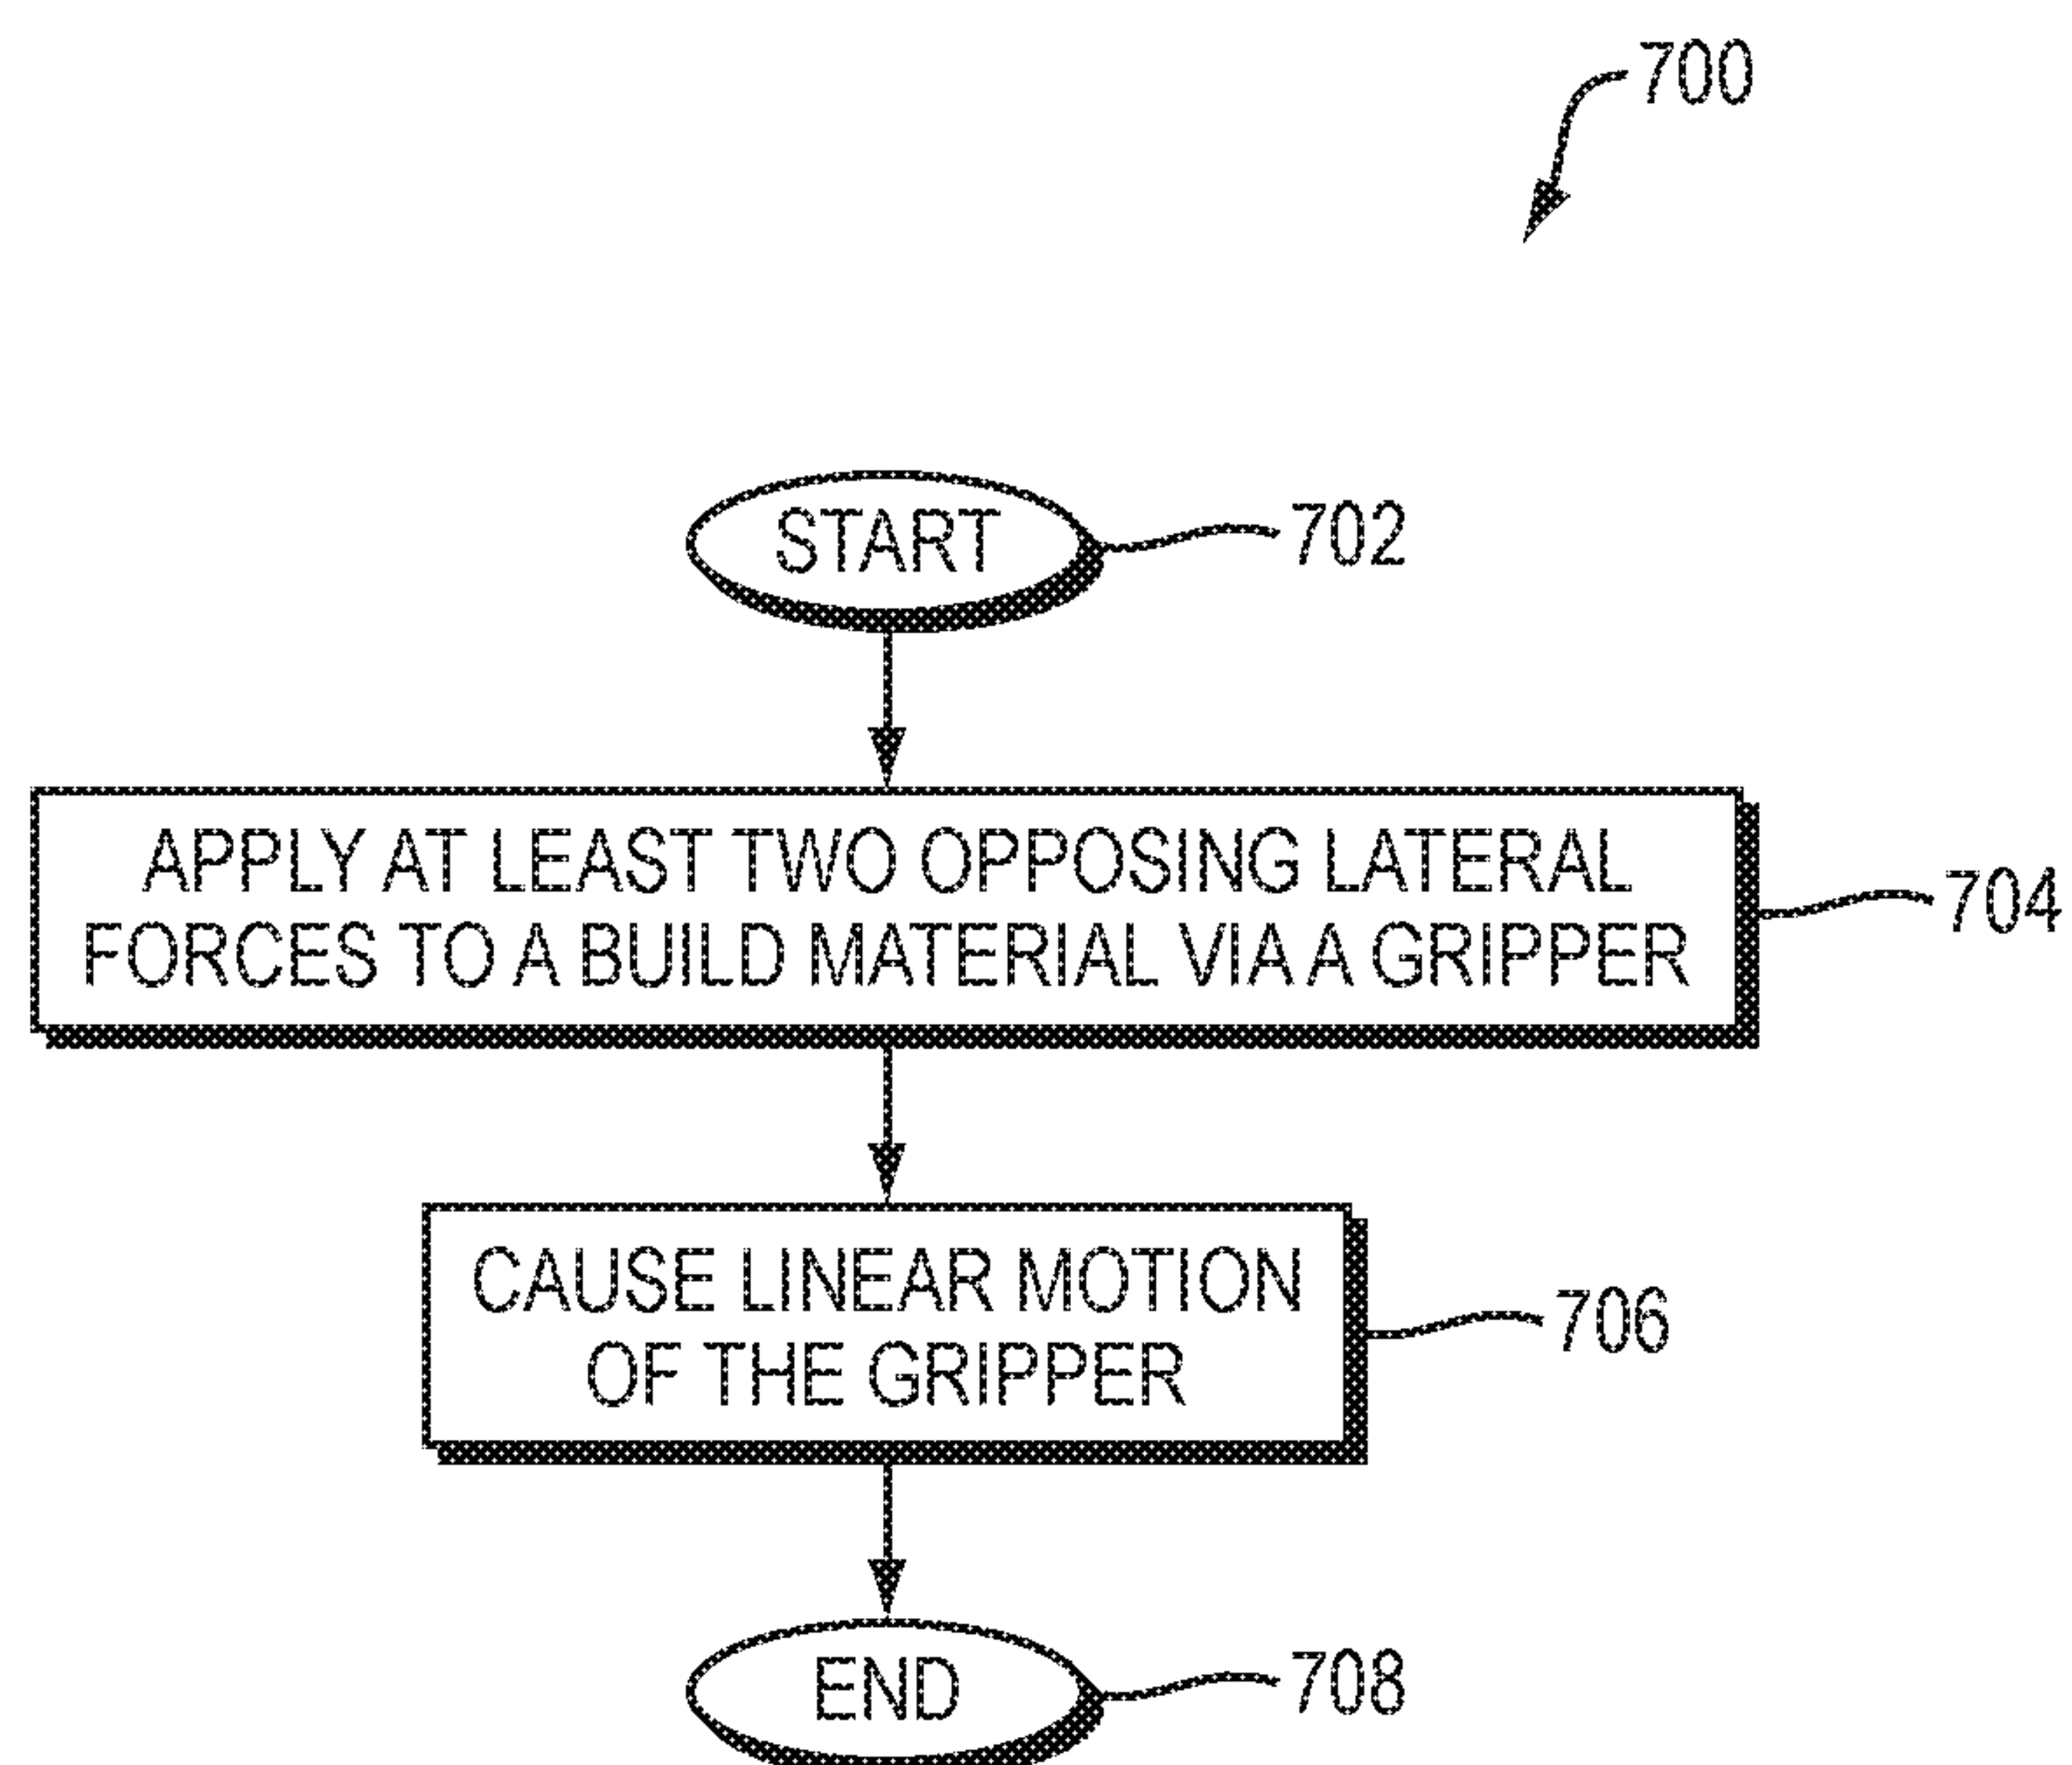 700
START
702
APPLY AT LEAST TWO OPPOSING LATERAL
FORCES TO A BUILD MATERIAL VIA A GRIPPER
704
CAUSE LINEAR MOTION
OF THE GRIPPER
706
END
708